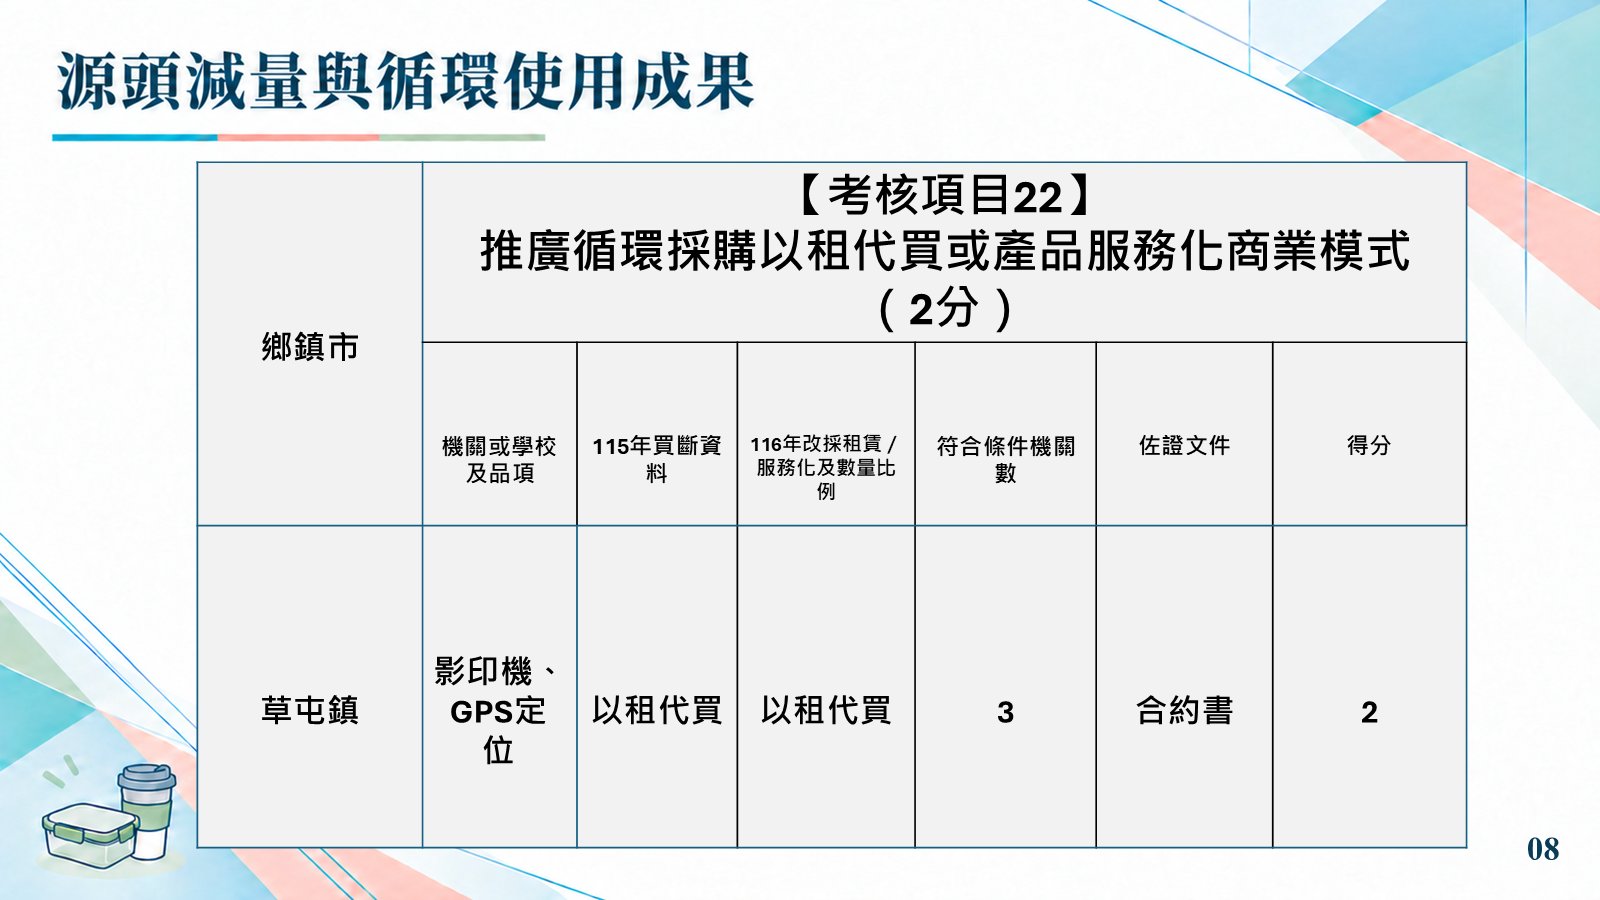 源頭減量與循環使用成果
【考核項目22】
推廣循環採購以租代買或產品服務化商業模式
（2分）
鄉鎮市
機關或學校
及品項
115年買斷資
料
116年改採租賃／
服務化及數量比
例
符合條件機關
數
佐證文件
得分
草屯鎮
影印機、
GPS定
位
以租代買
以租代買
3
合約書
2
08